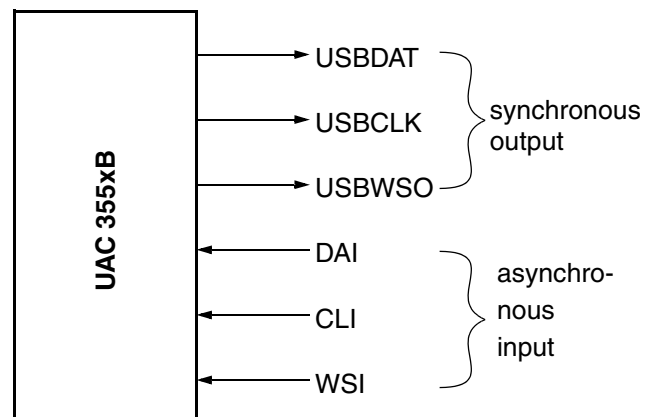 UAC 355xB
USBDAT
USBCLK
USBWSO
synchronous
output
DAI
CLI
WSI
asynchro-
nous
input